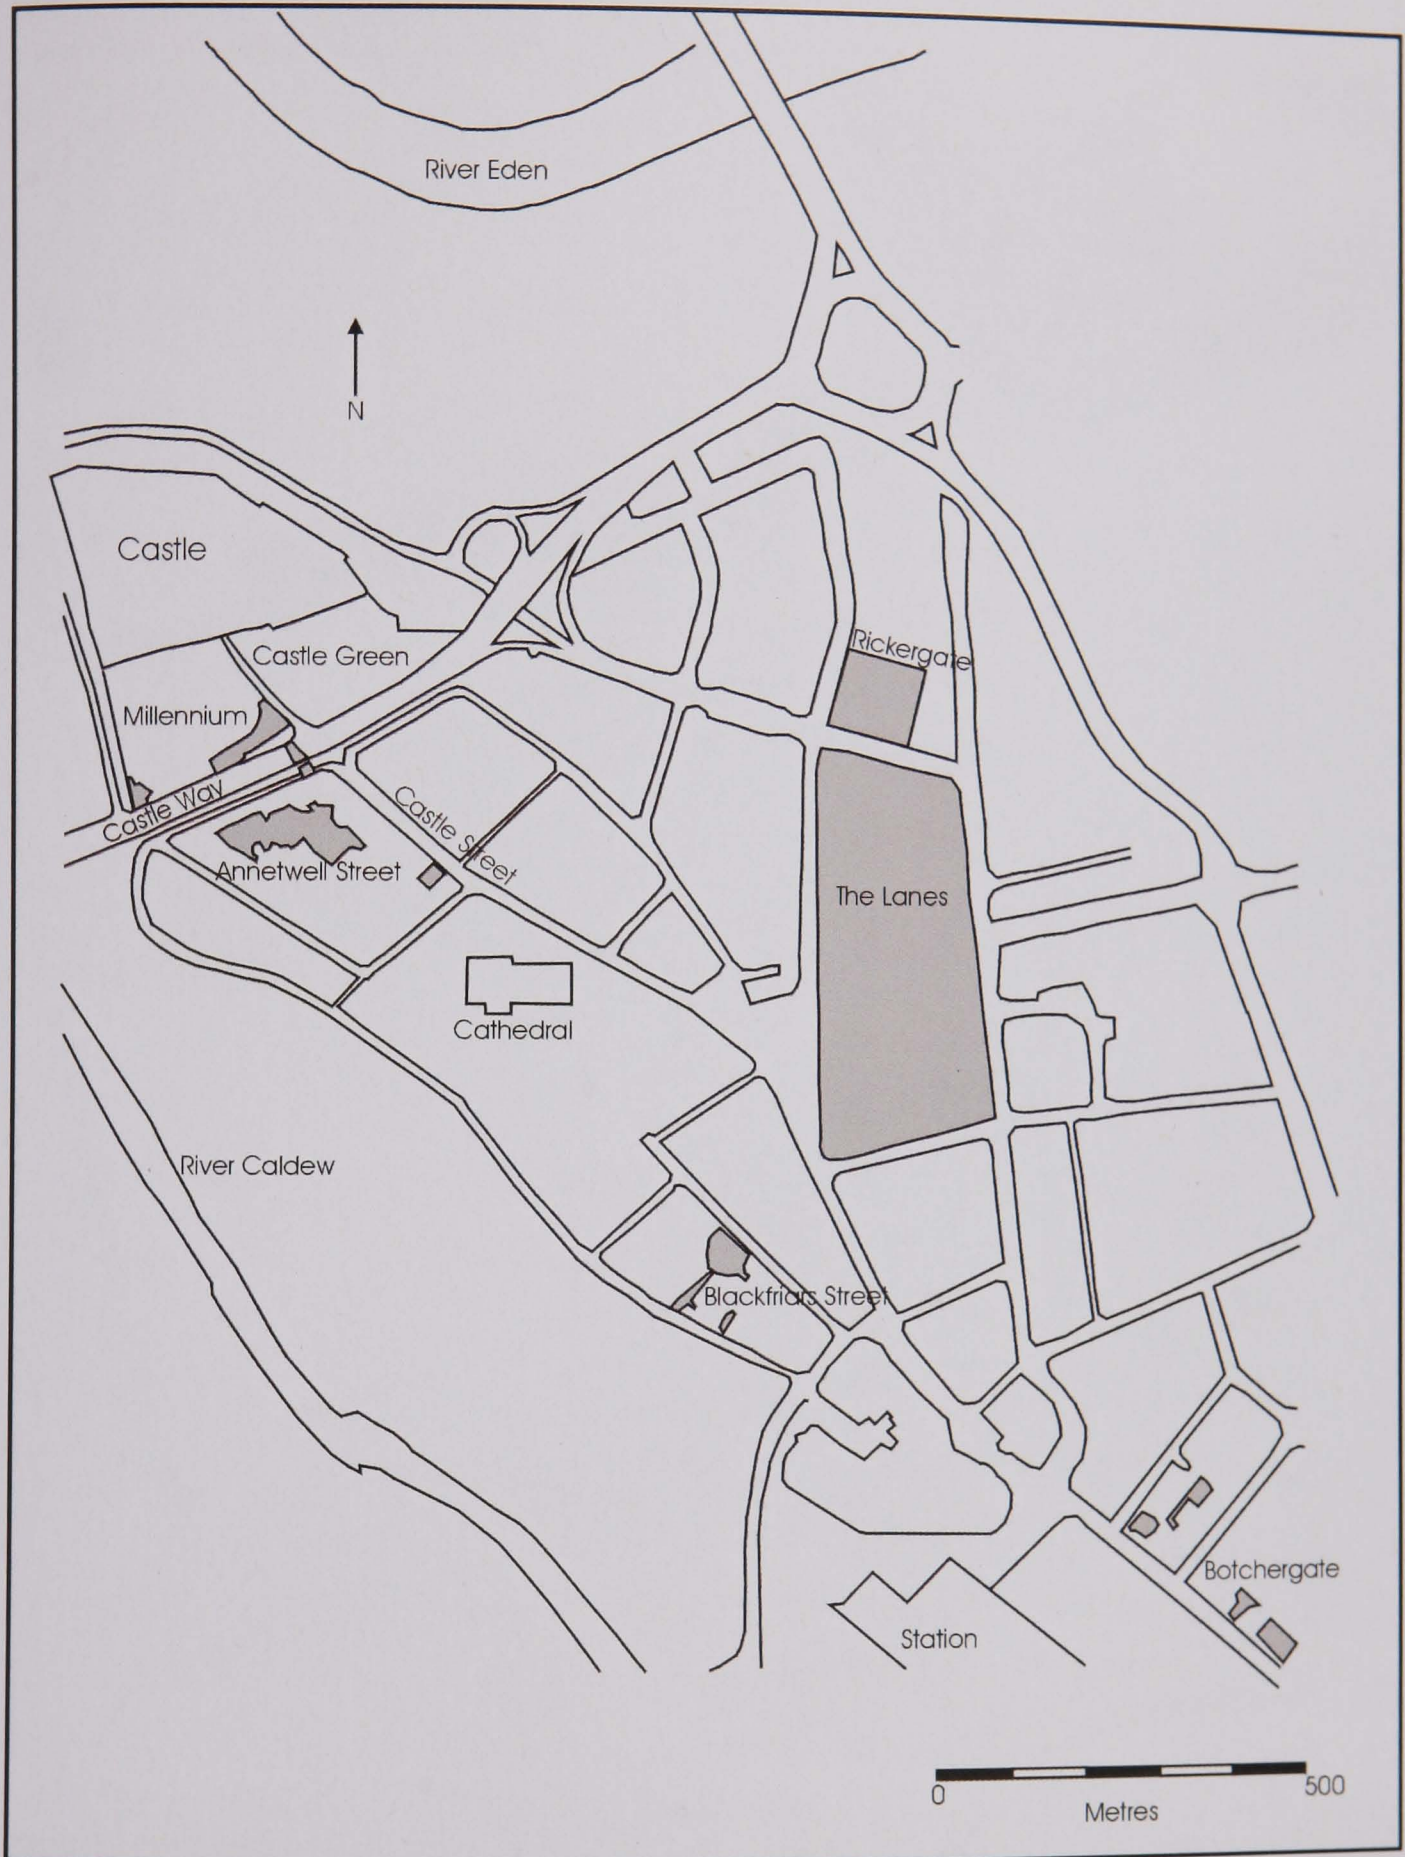 River Eden
N
Castle
Castle Green
Rickergate
Millennium
Castle Way
Castle Street
Annetwell Street
The Lanes
Cathedral
River Caldew
Blackfriars Street
Botchergate
Station
0
500
Metres